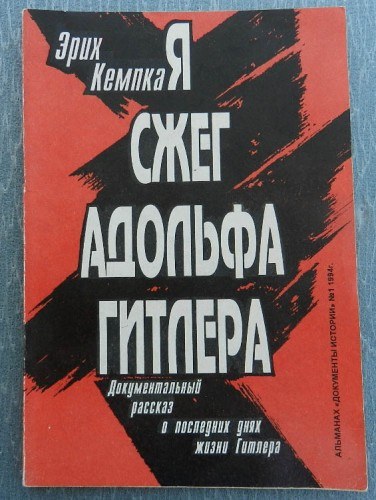 Эрих
Кемпка
Я
СЖЕГ
АДОЛЬФА
ГИТЛЕРА
Документальный
рассказ
о последних днях
жизни Гитлера
АЛЬМАНАХ «ДОКУМЕНТЫ ИСТОРИИ» №1 1994г.